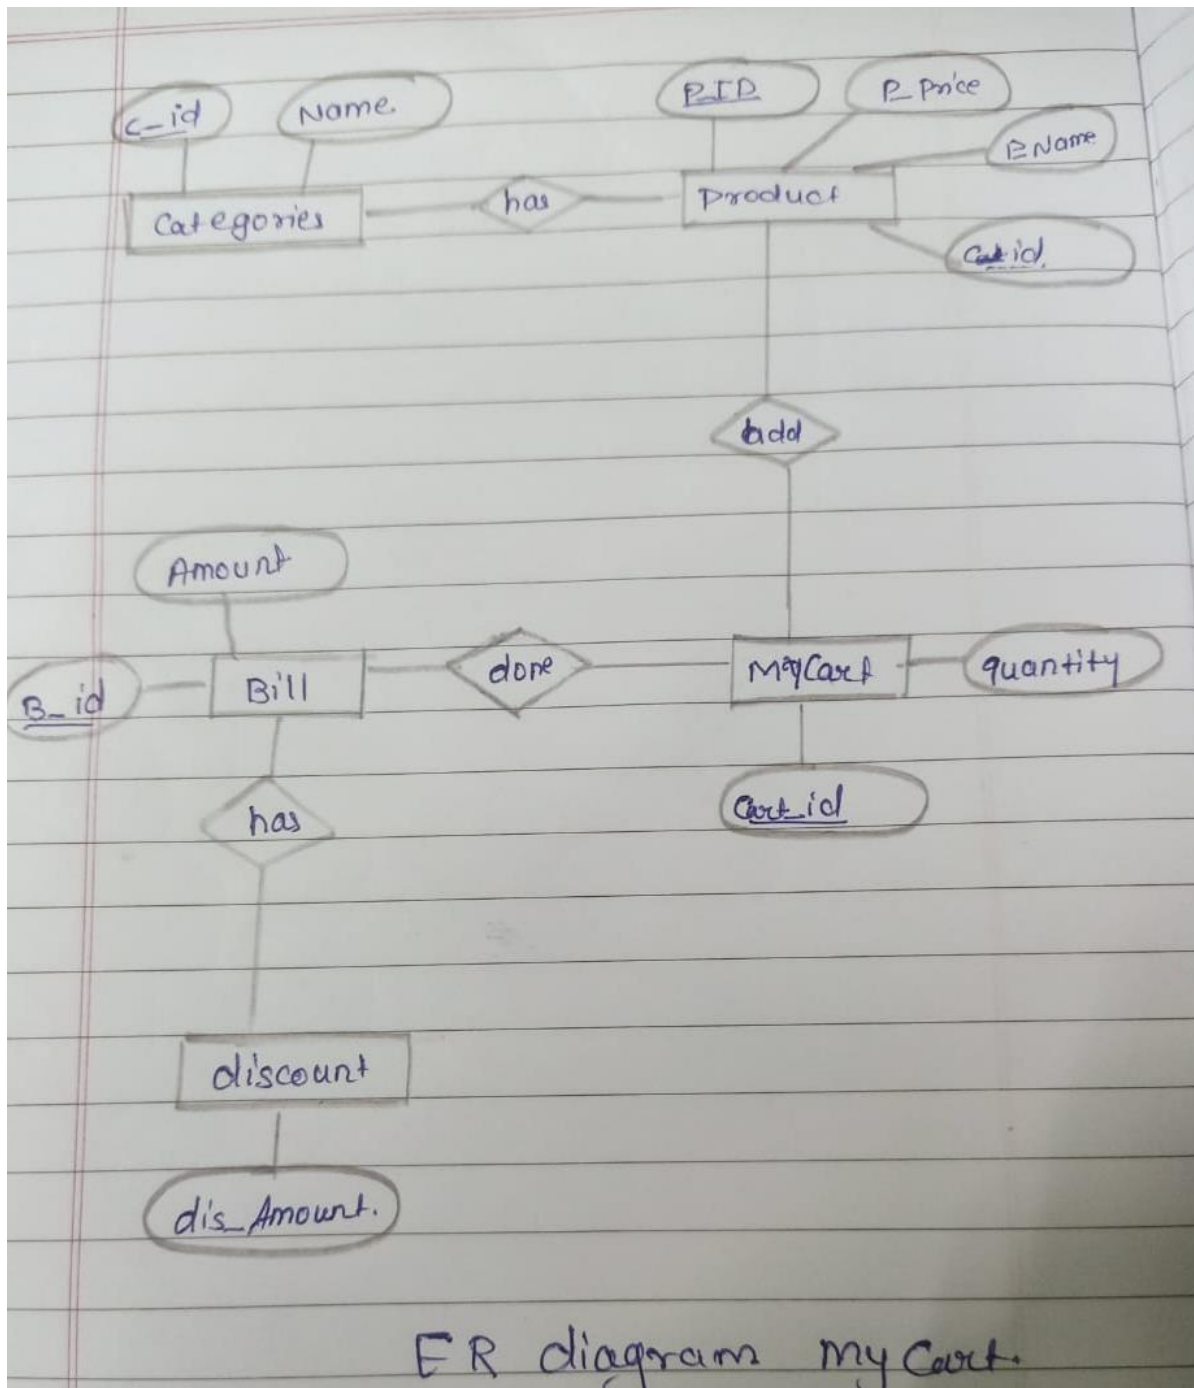 C_id
Name.
P_ID
P_Price
P_Name
Categories
has
Product
Cat id.
add
Amount
B_id
Bill
done
MyCart
quantity
has
Cart_id
discount
dis_Amount.
ER diagram My Cart.